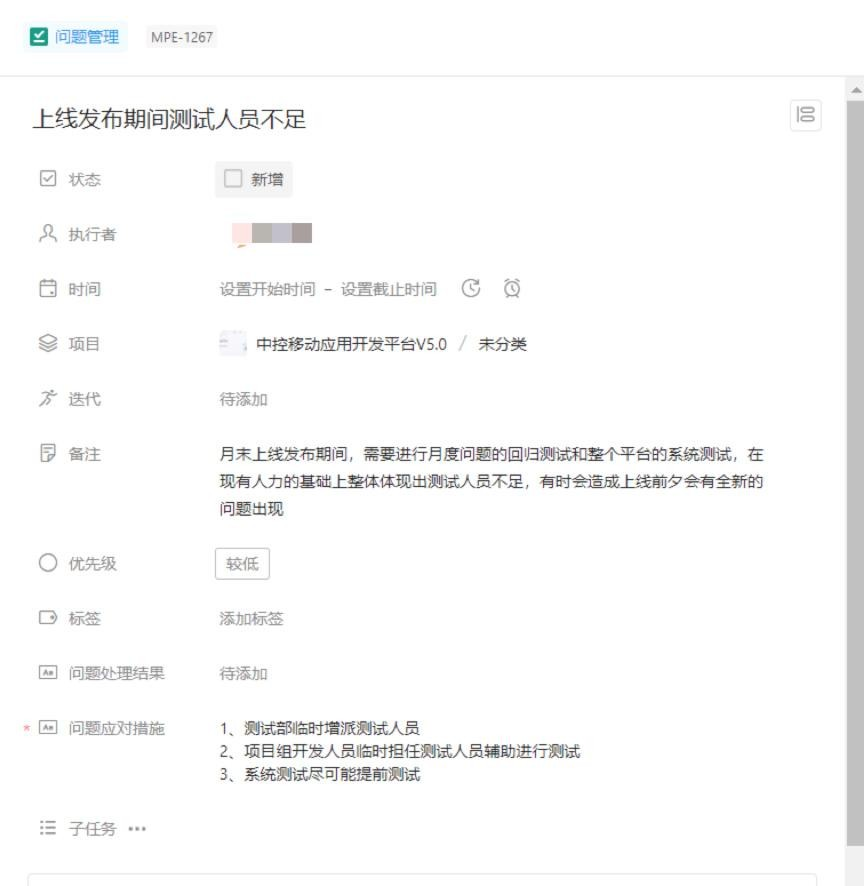 问题管理 MPE-1267
上线发布期间测试人员不足
状态 新增
执行者
时间 设置开始时间 - 设置截止时间
项目 中控移动应用开发平台V5.0 / 未分类
迭代 待添加
备注 月末上线发布期间，需要进行月度问题的回归测试和整个平台的系统测试，在
现有人力的基础上整体体现出测试人员不足，有时会造成上线前夕会有全新的
问题出现
优先级 较低
标签 添加标签
问题处理结果 待添加
* 问题应对措施 1、测试部临时增派测试人员
2、项目组开发人员临时担任测试人员辅助进行测试
3、系统测试尽可能提前测试
子任务 •••